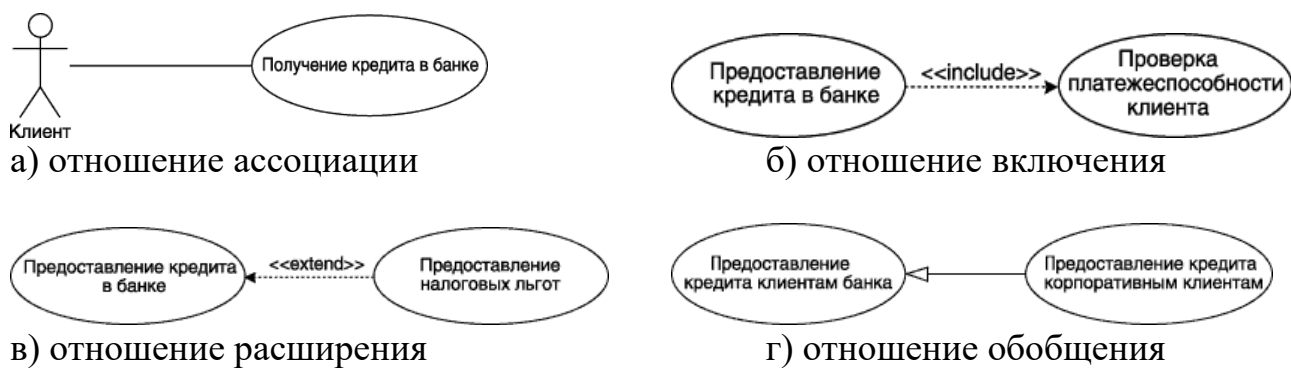 Клиент
Получение кредита в банке
а) отношение ассоциации
Предоставление
кредита в банке
<<include>>
Проверка
платежеспособности
клиента
б) отношение включения
Предоставление кредита
в банке
<<extend>>
Предоставление
налоговых льгот
в) отношение расширения
Предоставление
кредита клиентам банка
Предоставление кредита
корпоративным клиентам
г) отношение обобщения